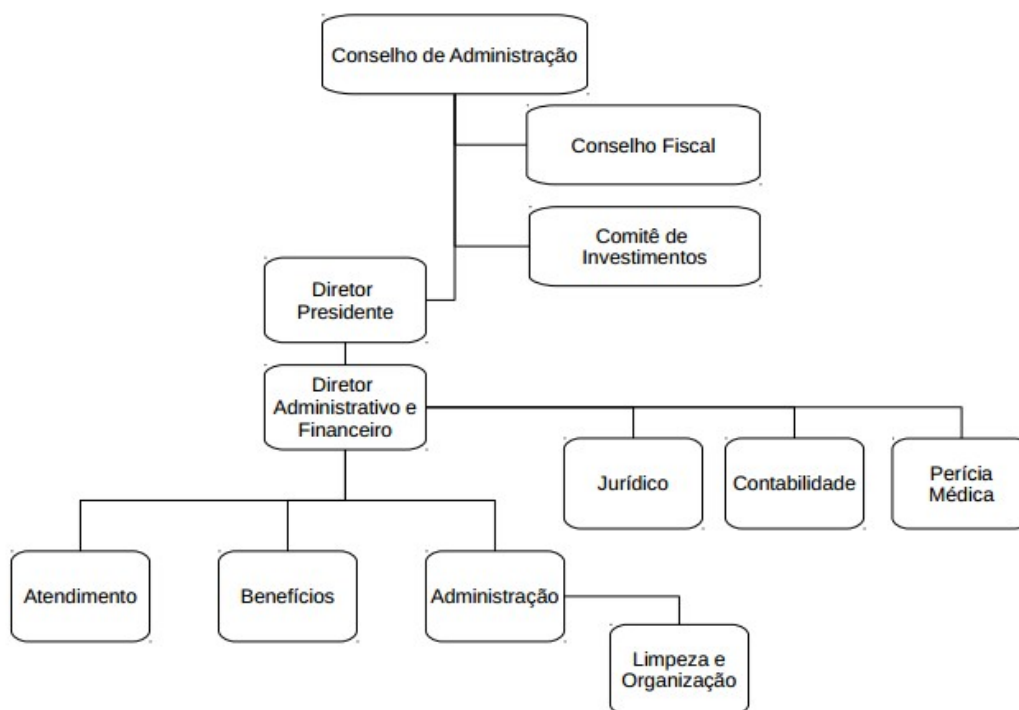 Conselho de Administração
Conselho Fiscal
Comitê de
Investimentos
Diretor
Presidente
Diretor
Administrativo e
Financeiro
Jurídico
Contabilidade
Perícia
Médica
Atendimento
Benefícios
Administração
Limpeza e
Organização